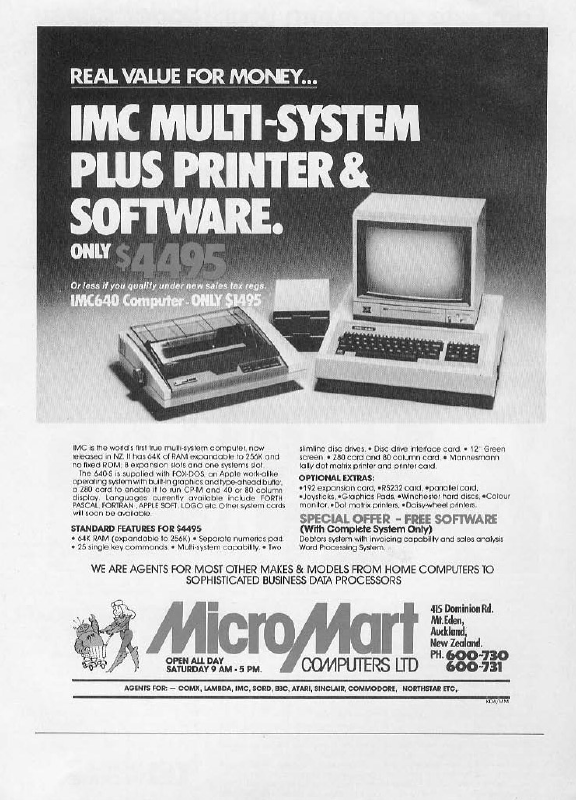 REAL VALUE FOR MONEY...
IMC MULTI-SYSTEM
PLUS PRINTER &
SOFTWARE.
ONLY $4495
Or less if you qualify under new sales tax regs.
IMC640 Computer - ONLY $1495
IMC is the world's first true multi-system computer, now
released in NZ. It has 64K of RAM expandable to 256K and
no fixed ROM; 8 expansion slots and one systems slot.
The 640-S is supplied with FOX-DOS, an Apple work-alike
operating system with built-in graphics and type-ahead buffer,
a Z80 card to enable it to run CP-M and 40 or 80 column
display. Languages currently available include FORTH
PASCAL, FORTRAN, APPLE SOFT, LOGO etc. Other system cards
will soon be available.
STANDARD FEATURES FOR $4495
• 64K RAM (expandable to 256K) • Separate numerics pad
• 25 single key commands. • Multi-system capability. • Two
slimline disc drives. • Disc drive interface card. • 12" Green
screen. • Z80 card and 80 column card. • Mannesmann
tally dot matrix printer and printer card.
OPTIONAL EXTRAS:
•192 expansion card, •RS232 card, •parallel card,
•Joysticks, •Graphics Pads, •Winchester hard discs, •Colour
monitor, •Dot matrix printers, •Daisy-wheel printers.
SPECIAL OFFER - FREE SOFTWARE
(With Complete System Only)
Debtors system with invoicing capability and sales analysis
Word Processing System.
WE ARE AGENTS FOR MOST OTHER MAKES & MODELS FROM HOME COMPUTERS TO
SOPHISTICATED BUSINESS DATA PROCESSORS
MicroMart
COMPUTERS LTD
OPEN ALL DAY
SATURDAY 9 AM - 5 PM.
415 Dominion Rd.
Mt.Eden,
Auckland,
New Zealand.
PH. 600-730
600-731
AGENTS FOR: — COMX, LAMBDA, IMC, SORD, BBC, ATARI, SINCLAIR, COMMODORE, NORTHSTAR ETC.,